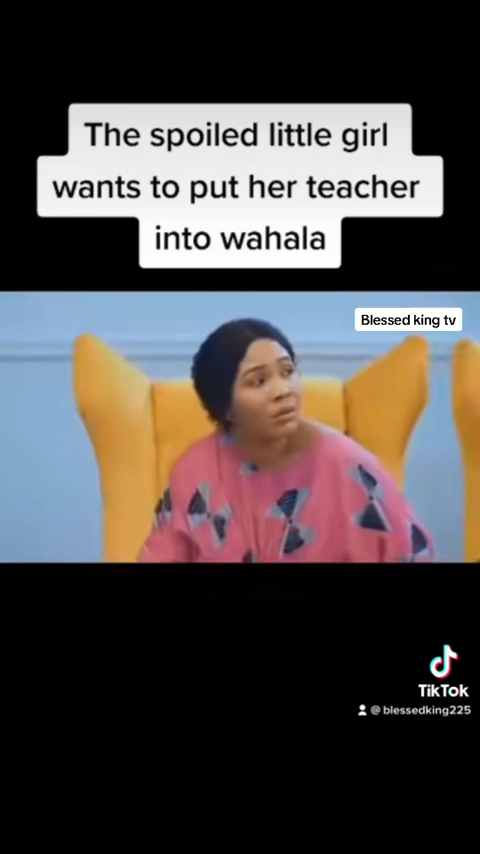 The spoiled little girl
wants to put her teacher
into wahala
Blessed king tv
TikTok
@ blessedking225